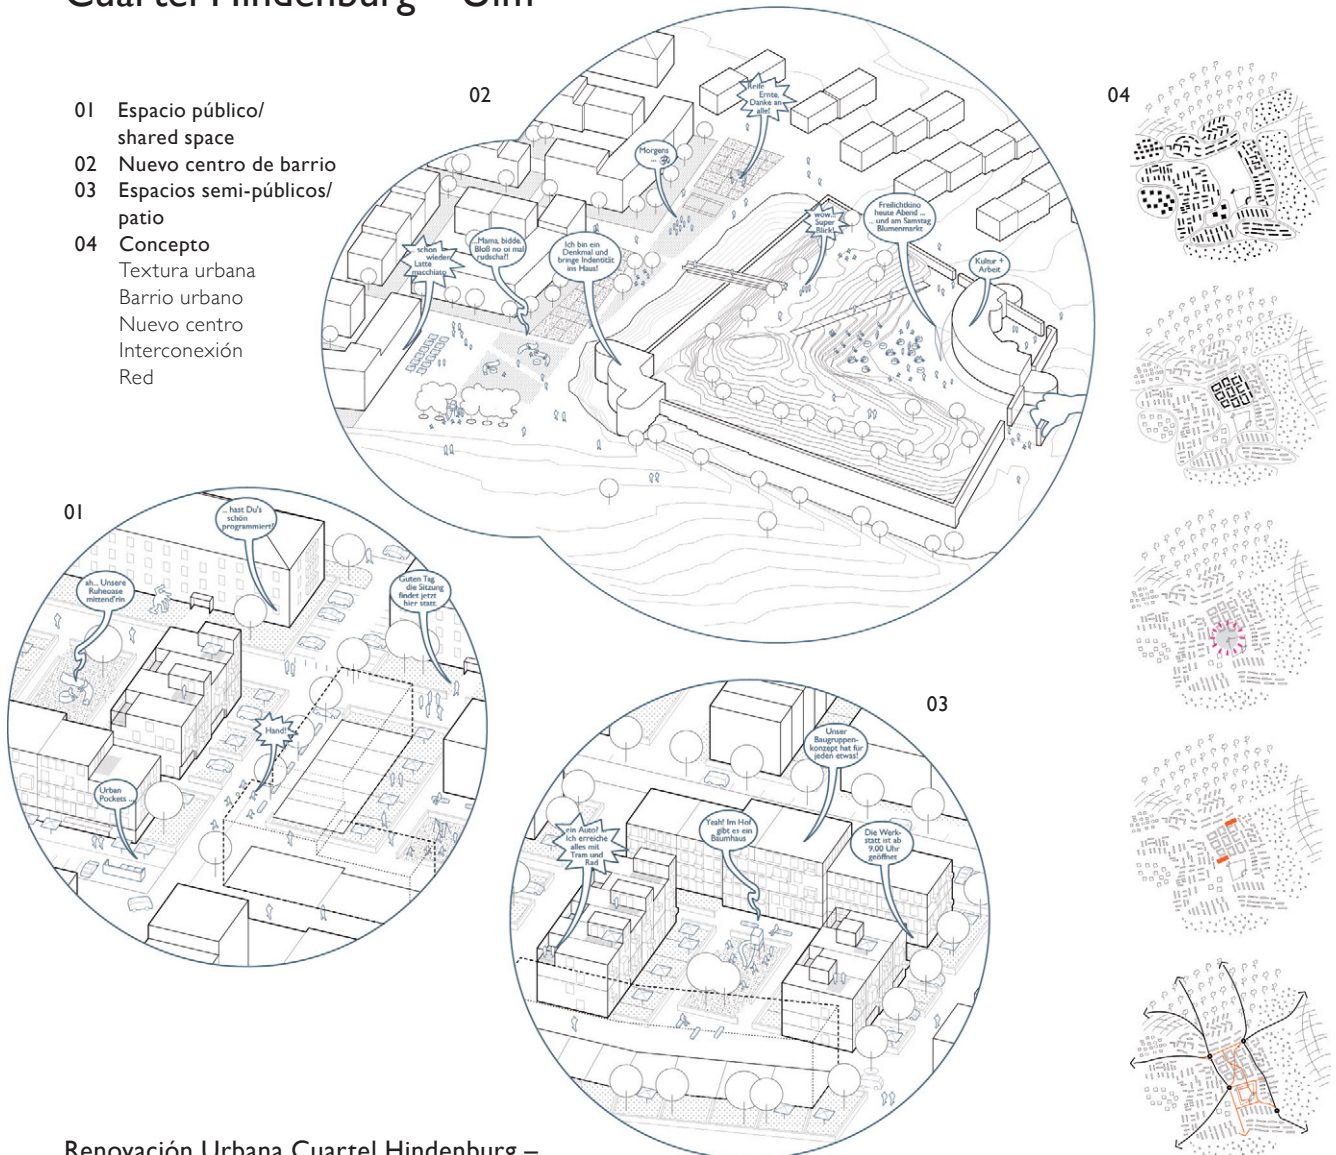 Cuartel Hindenburg – Ulm
01 Espacio público/
shared space
02 Nuevo centro de barrio
03 Espacios semi-públicos/
patio
04 Concepto
Textura urbana
Barrio urbano
Nuevo centro
Interconexión
Red
02
Reife
Ernte,
Danke an
alle!
Morgens
...
wow...
Super
Blick!
Freilichtkino
heute Abend ...
... und am Samstag
Blumenmarkt
Kultur +
Arbeit
... schon
wieder
Latte
macchiato
...Mama, bidde.
Bloß no oi mal
rudscha?!
Ich bin ein
Denkmal und
bringe Indentität
ins Haus!
04
01
... hast Du's
schön
programmiert!
ah... Unsere
Ruheoase
mittend'rin
Guten Tag
die Sitzung
findet jetzt
hier statt.
Hand!
Urban
Pockets ...
03
Unser
Baugruppen-
konzept hat für
jeden etwas!
ein Auto?
Ich erreiche
alles mit
Tram und
Rad
Yeah! Im Hof
gibt es ein
Baumhaus
Die Werk-
statt ist ab
9.00 Uhr
geöffnet
Renovación Urbana Cuartel Hindenburg –